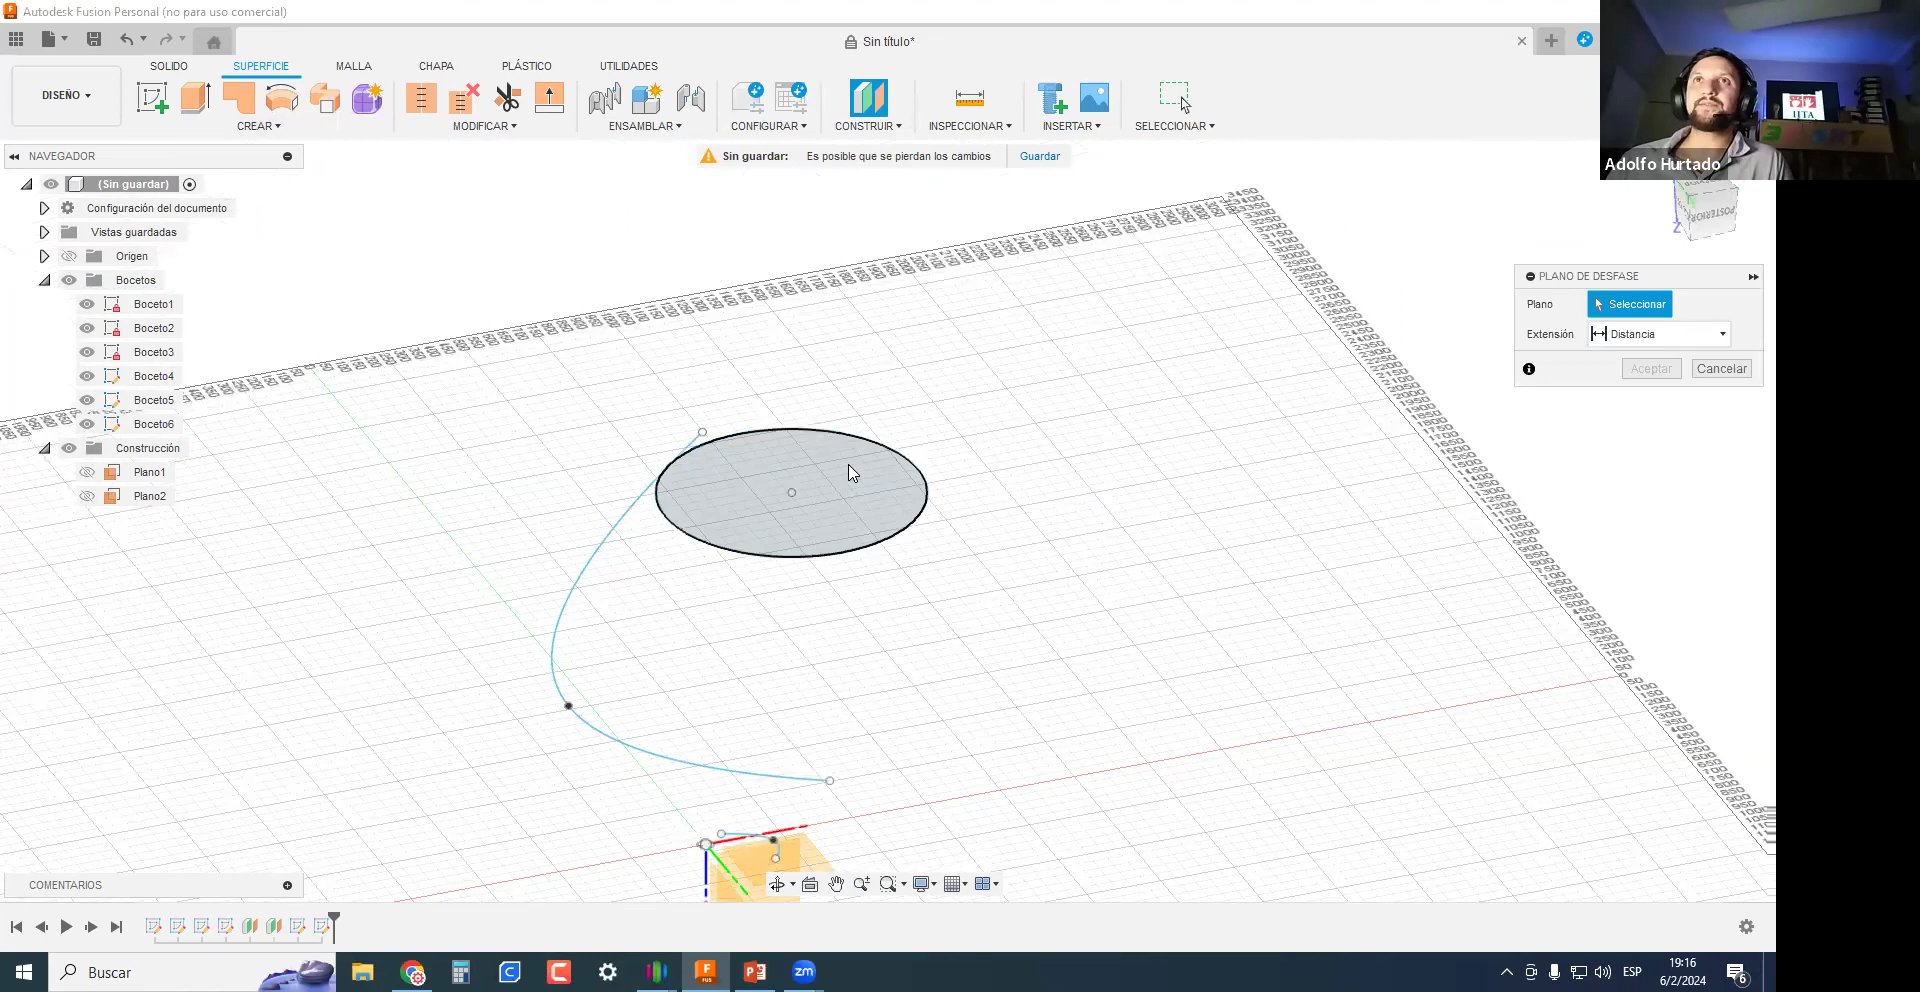 Autodesk Fusion Personal (no para uso comercial)
Sin título*
DISEÑO
SOLIDO
SUPERFICIE
MALLA
CHAPA
PLÁSTICO
UTILIDADES
CREAR
MODIFICAR
ENSAMBLAR
CONFIGURAR
CONSTRUIR
INSPECCIONAR
INSERTAR
SELECCIONAR
IJTA
Adolfo Hurtado
NAVEGADOR
Sin guardar: Es posible que se pierdan los cambios Guardar
(Sin guardar)
Configuración del documento
Vistas guardadas
Origen
Bocetos
Boceto1
Boceto2
Boceto3
Boceto4
Boceto5
Boceto6
Construcción
Plano1
Plano2
POSTERIOR
Z
PLANO DE DESFASE
Plano Seleccionar
Extensión Distancia
Aceptar Cancelar
COMENTARIOS
Buscar
ESP
19:16
6/2/2024
6